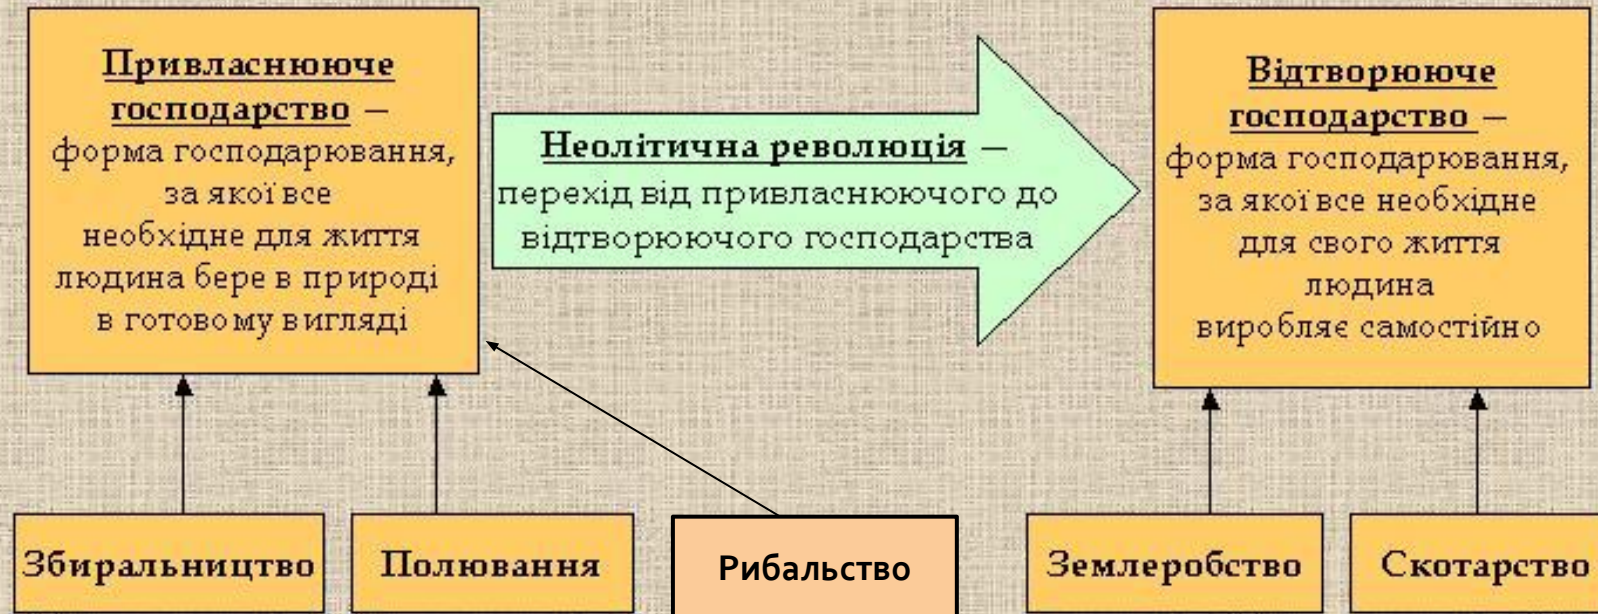 Привласнююче
господарство –
форма господарювання,
за якої все
необхідне для життя
людина бере в природі
в готовому вигляді
Неолітична революція –
перехід від привласнюючого до
відтворюючого господарства
Відтворююче
господарство –
форма господарювання,
за якої все необхідне
для свого життя
людина
виробляє самостійно
Збиральництво
Полювання
Рибальство
Землеробство
Скотарство